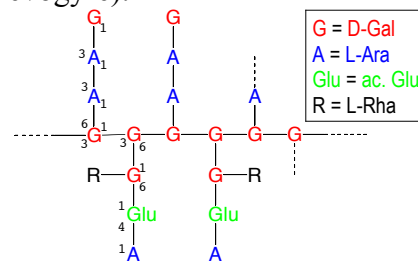 G 1 G
3 A 1 A
3 A 1 A A
6 3 G 1 3 G 6 G G G G
R G 1 6 G R
1 Glu 4 Glu
1 A A
G = D-Gal
A = L-Ara
Glu = ac. Glu
R = L-Rha